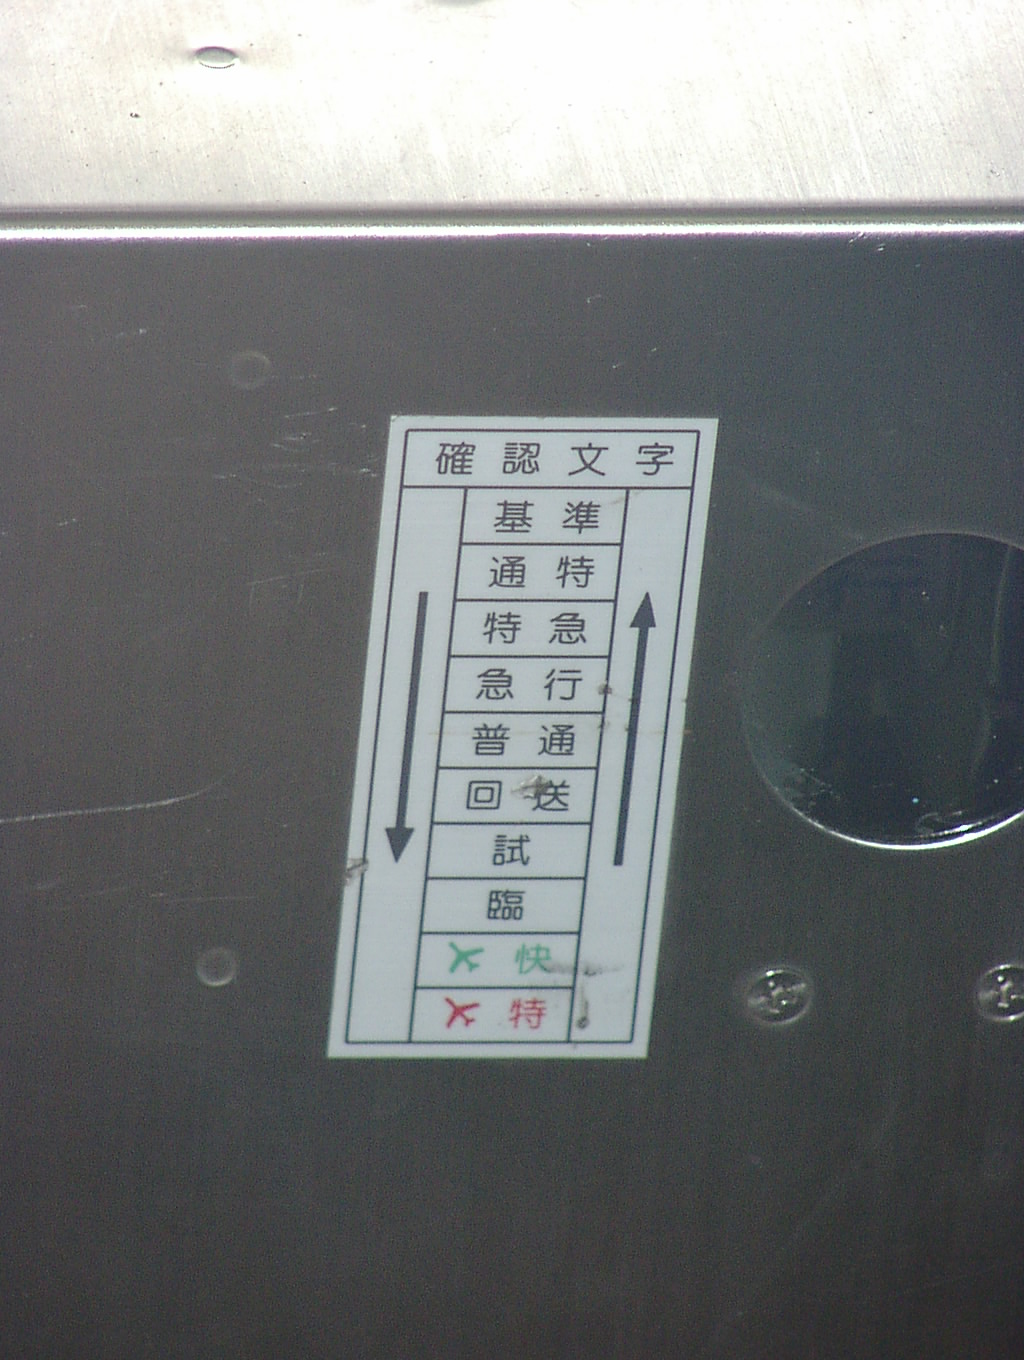 確認文字
基準
通特
特急
急行
普通
回送
試
臨
快
特